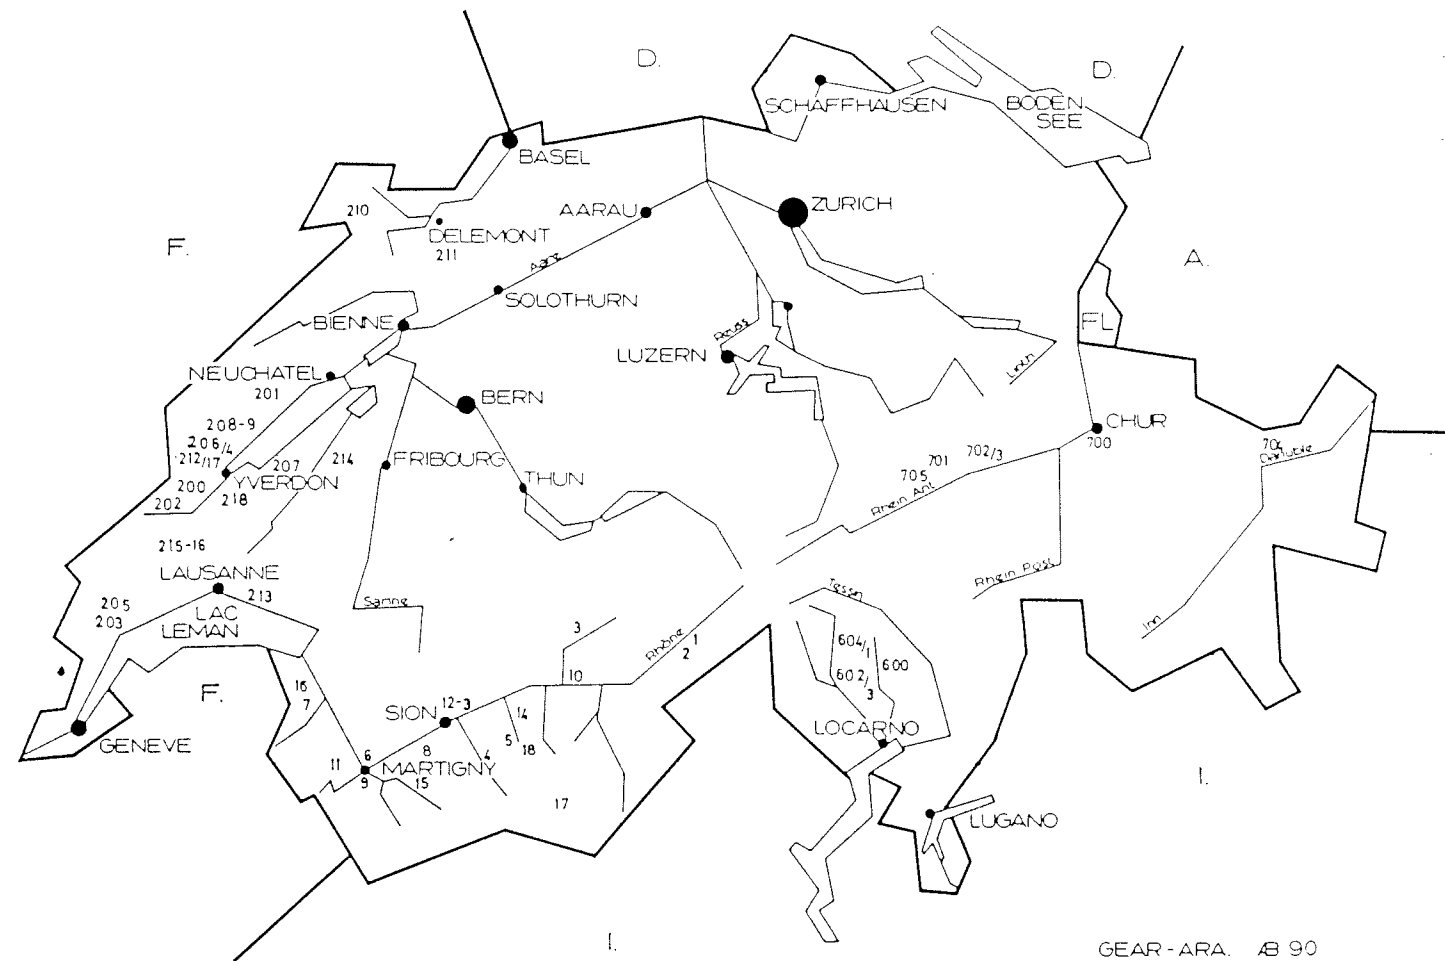 D.
D.
SCHAFFHAUSEN
BODEN
SEE
BASEL
210
AARAU
ZURICH
DELEMONT
211
F.
A.
Aare
SOLOTHURN
BIENNE
FL
Reuss
LUZERN
Linth
NEUCHATEL
201
BERN
208-9
CHUR
700
206/4
212/17
207
214
FRIBOURG
701
702/3
704
Danube
YVERDON
200
218
THUN
705
202
Rhein Ant
215-16
LAUSANNE
213
Rhein Post
205
203
LAC
LEMAN
Sarine
Tessin
3
Rhône
1
2
604/1
600
602/3
Inn
16
7
F.
10
SION
12-3
14
LOCARNO
GENEVE
5
18
8
4
6
11
MARTIGNY
9
15
17
I.
LUGANO
I.
GEAR-ARA. AB 90